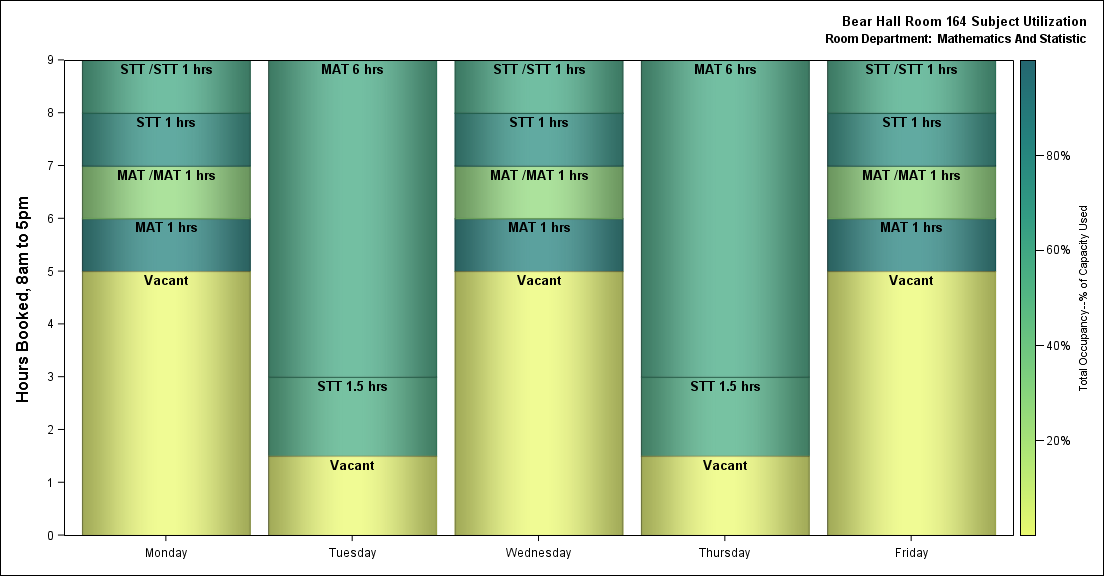 Bear Hall Room 164 Subject Utilization
Room Department: Mathematics And Statistic
Hours Booked, 8am to 5pm
9
8
7
6
5
4
3
2
1
0
STT /STT 1 hrs
STT 1 hrs
MAT /MAT 1 hrs
MAT 1 hrs
Vacant
MAT 6 hrs
STT 1.5 hrs
Vacant
STT /STT 1 hrs
STT 1 hrs
MAT /MAT 1 hrs
MAT 1 hrs
Vacant
MAT 6 hrs
STT 1.5 hrs
Vacant
STT /STT 1 hrs
STT 1 hrs
MAT /MAT 1 hrs
MAT 1 hrs
Vacant
Monday Tuesday Wednesday Thursday Friday
80%
60%
40%
20%
Total Occupancy--% of Capacity Used